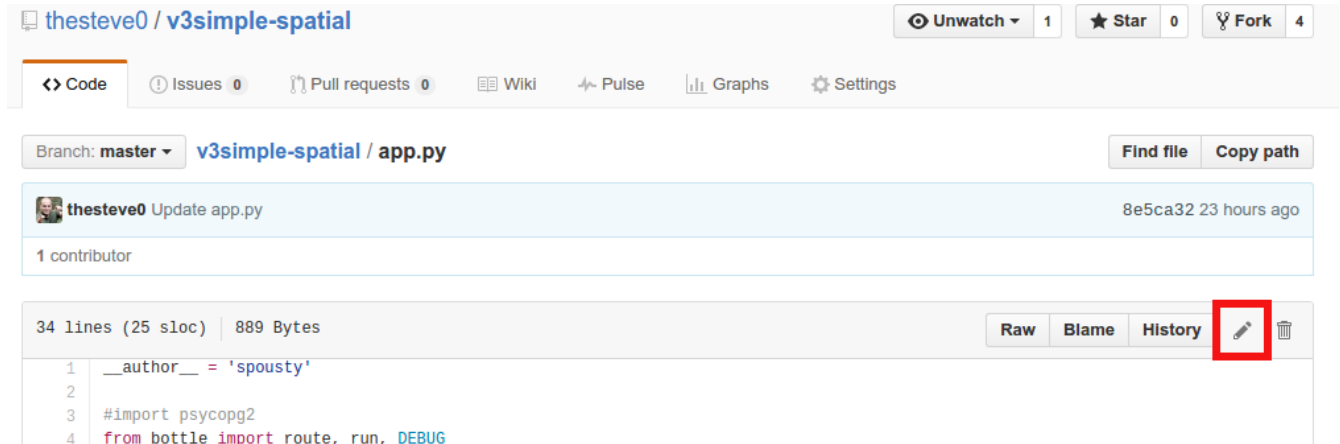 thesteve0 / v3simple-spatial Unwatch 1 Star 0 Fork 4
<> Code Issues 0 Pull requests 0 Wiki Pulse Graphs Settings
Branch: master v3simple-spatial / app.py Find file Copy path
thesteve0 Update app.py 8e5ca32 23 hours ago
1 contributor
34 lines (25 sloc) 889 Bytes Raw Blame History
1 __author__ = 'spousty'
2
3 #import psycopg2
4 from bottle import route, run, DEBUG